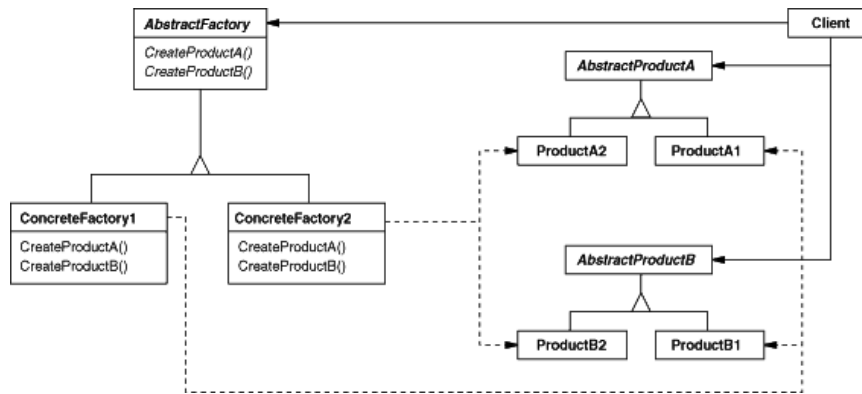 AbstractFactory
CreateProductA()
CreateProductB()
Client
AbstractProductA
ProductA2
ProductA1
ConcreteFactory1
CreateProductA()
CreateProductB()
ConcreteFactory2
CreateProductA()
CreateProductB()
AbstractProductB
ProductB2
ProductB1